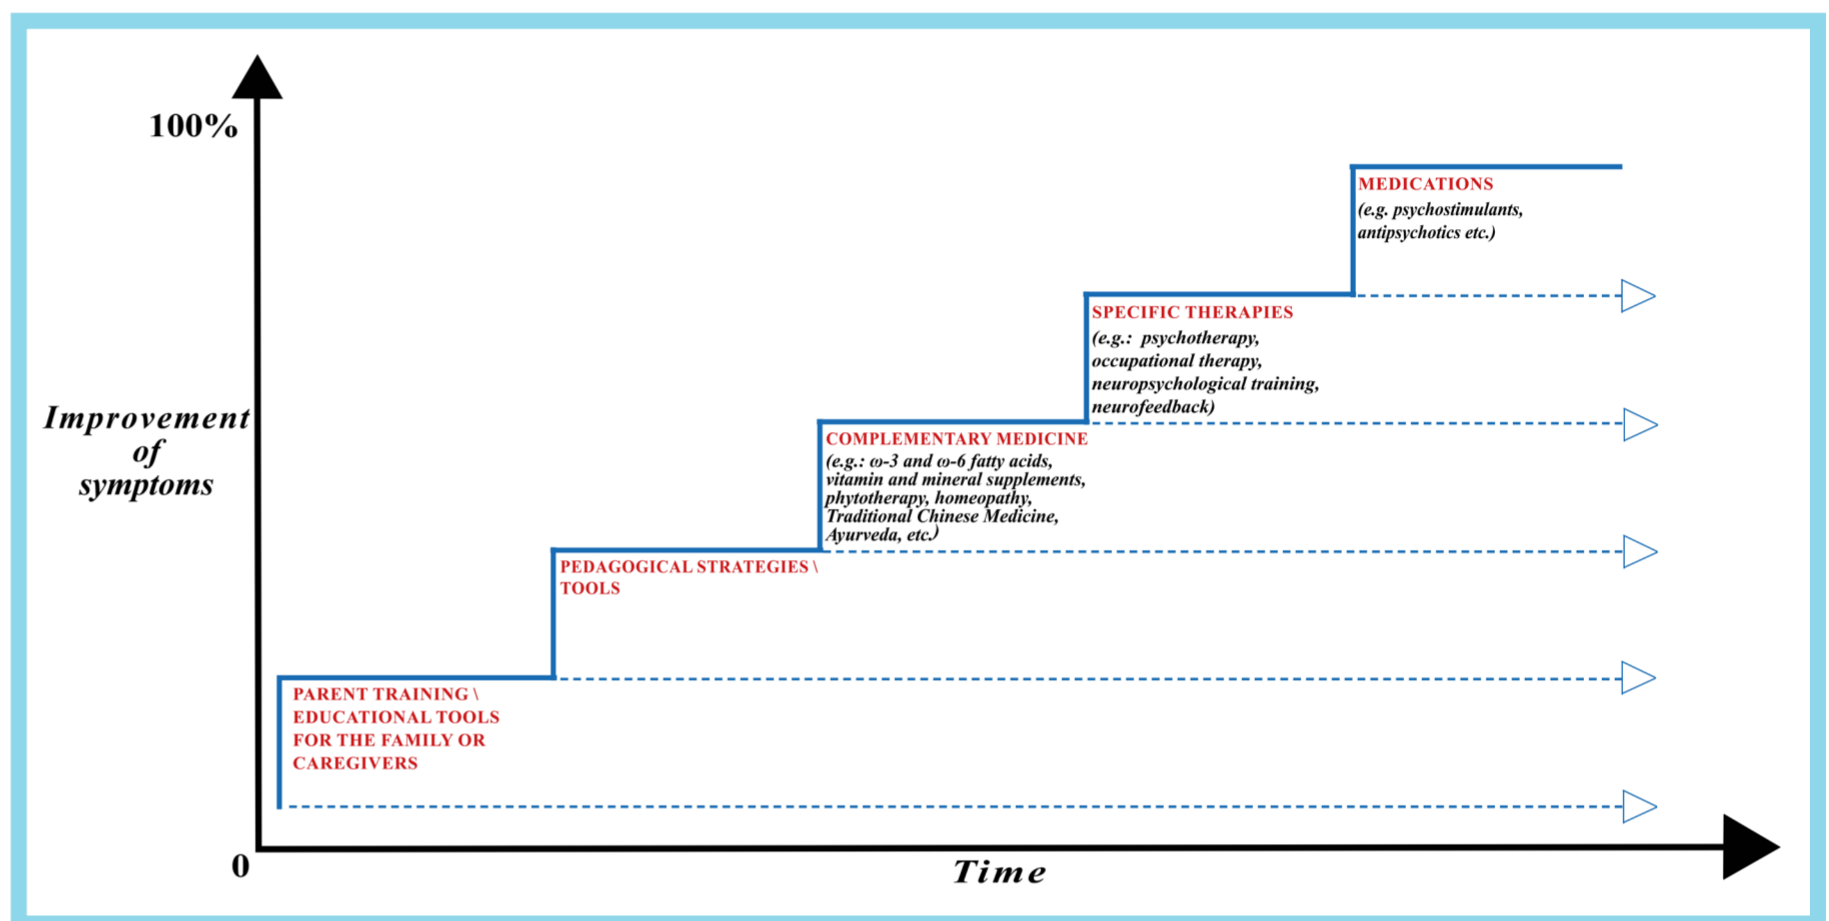 100%
MEDICATIONS
(e.g. psychostimulants,
antipsychotics etc.)
SPECIFIC THERAPIES
(e.g.: psychotherapy,
occupational therapy,
neuropsychological training,
neurofeedback)
Improvement
of
symptoms
COMPLEMENTARY MEDICINE
(e.g.: ω-3 and ω-6 fatty acids,
vitamin and mineral supplements,
phytotherapy, homeopathy,
Traditional Chinese Medicine,
Ayurveda, etc.)
PEDAGOGICAL STRATEGIES \
TOOLS
PARENT TRAINING \
EDUCATIONAL TOOLS
FOR THE FAMILY OR
CAREGIVERS
0
Time